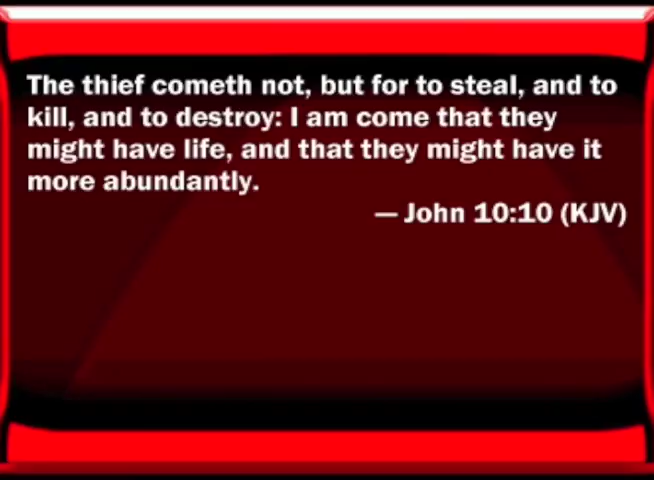 The thief cometh not, but for to steal, and to
kill, and to destroy: I am come that they
might have life, and that they might have it
more abundantly.
— John 10:10 (KJV)